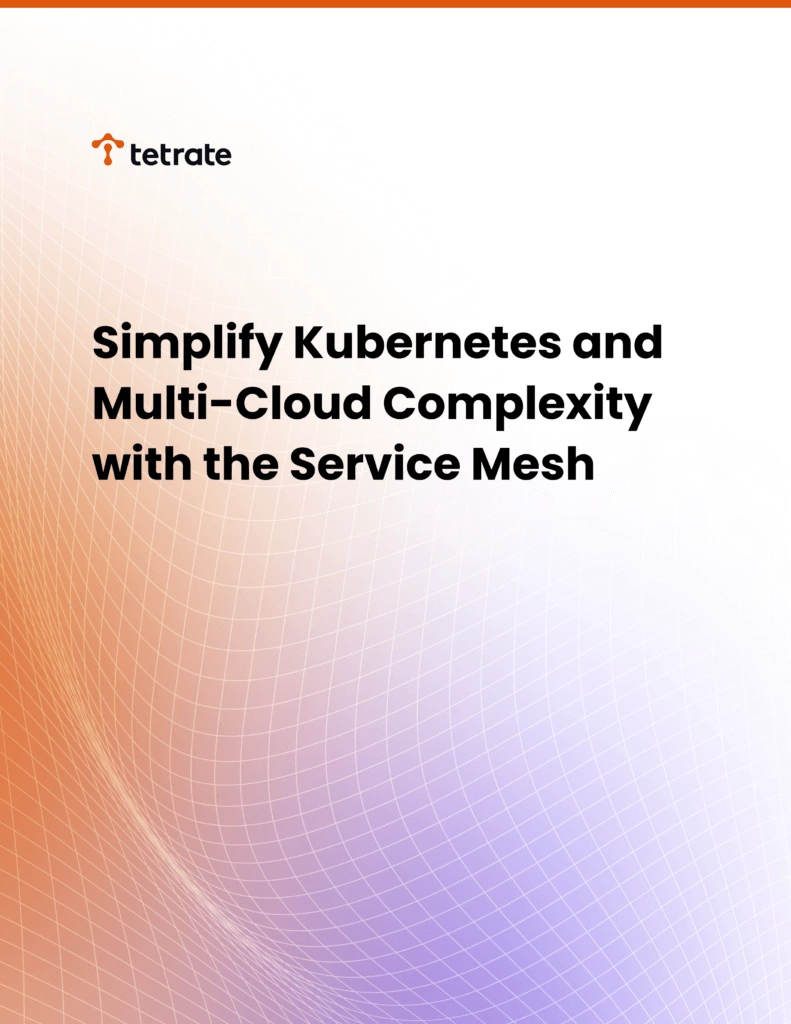 tetrate
Simplify Kubernetes and
Multi-Cloud Complexity
with the Service Mesh